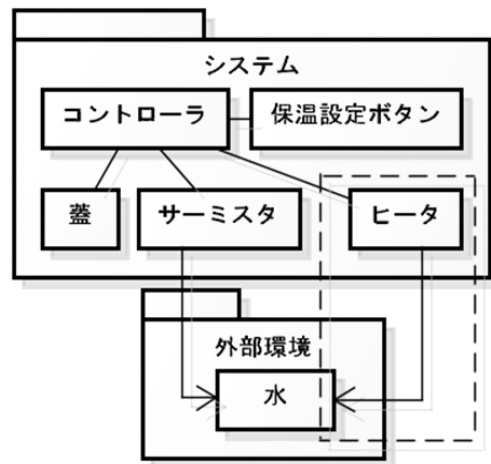 システム
コントローラ
保温設定ボタン
蓋
サーミスタ
ヒータ
外部環境
水